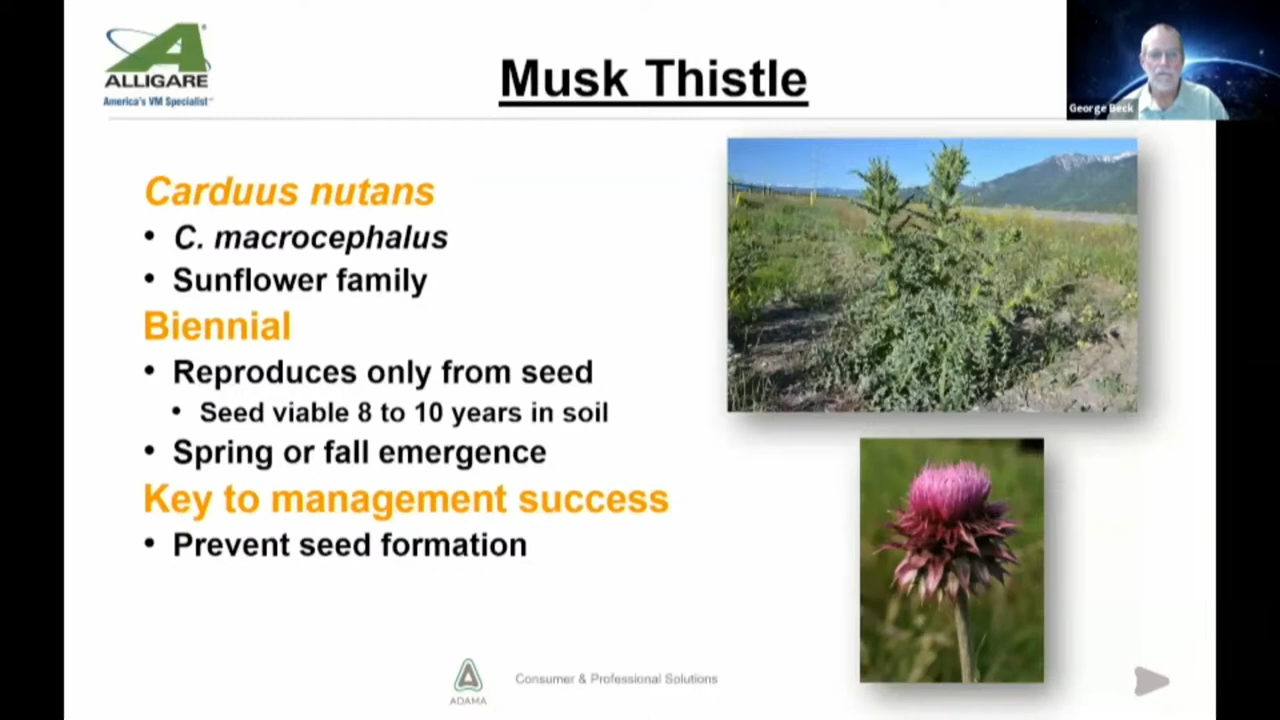 ALLIGARE
America's VM Specialist
Musk Thistle
George Beck
Carduus nutans
• C. macrocephalus
• Sunflower family
Biennial
• Reproduces only from seed
• Seed viable 8 to 10 years in soil
• Spring or fall emergence
Key to management success
• Prevent seed formation
ADAMA
Consumer & Professional Solutions